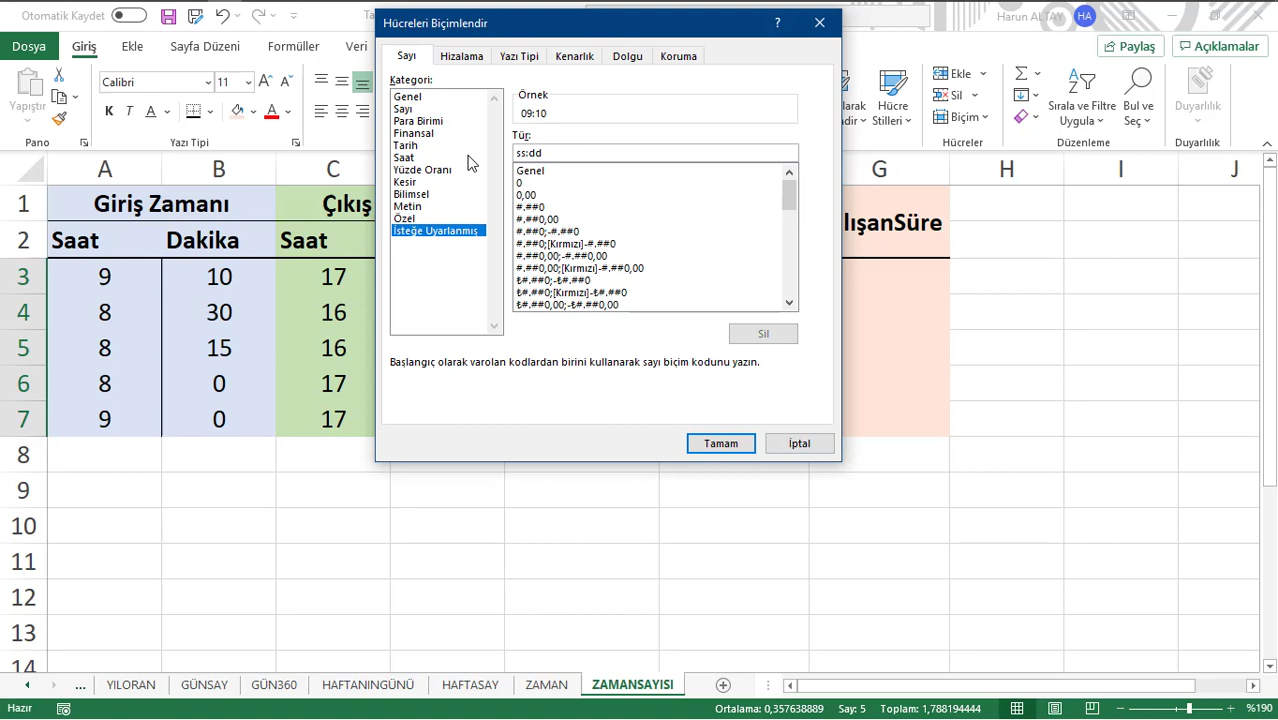 Otomatik Kaydet
Ta
Harun ALTAY
HA
Dosya
Giriş
Ekle
Sayfa Düzeni
Formüller
Veri
Paylaş
Açıklamalar
Yapıştır
Calibri
11
K T A
A
Pano
Yazı Tipi
Hücre
Stilleri
Ekle
Sil
Biçim
Hücreler
Sırala ve Filtre
Uygula
Bul ve
Seç
Düzenleme
Duyarlılık
Duyarlılık
Hücreleri Biçimlendir
?
Sayı
Hizalama
Yazı Tipi
Kenarlık
Dolgu
Koruma
Kategori:
Genel
Sayı
Para Birimi
Finansal
Tarih
Saat
Yüzde Oranı
Kesir
Bilimsel
Metin
Özel
İsteğe Uyarlanmış
Örnek
09:10
Tür:
ss:dd
Genel
0
0,00
#.##0
#.##0,00
#.##0;-#.##0
#.##0;[Kırmızı]-#.##0
#.##0,00;-#.##0,00
#.##0,00;[Kırmızı]-#.##0,00
₺#.##0;-₺#.##0
₺#.##0;[Kırmızı]-₺#.##0
₺#.##0,00;-₺#.##0,00
Sil
Başlangıç olarak varolan kodlardan birini kullanarak sayı biçim kodunu yazın.
Tamam
İptal
A B C G H I J
1 Giriş Zamanı Çıkış lışanSüre
2 Saat Dakika Saat
3 9 10 17
4 8 30 16
5 8 15 16
6 8 0 17
7 9 0 17
8
9
10
11
12
13
14
...
YILORAN
GÜNSAY
GÜN360
HAFTANINGÜNÜ
HAFTASAY
ZAMAN
ZAMANSAYISI
Hazır
Ortalama: 0,357638889
Say: 5
Toplam: 1,788194444
%190